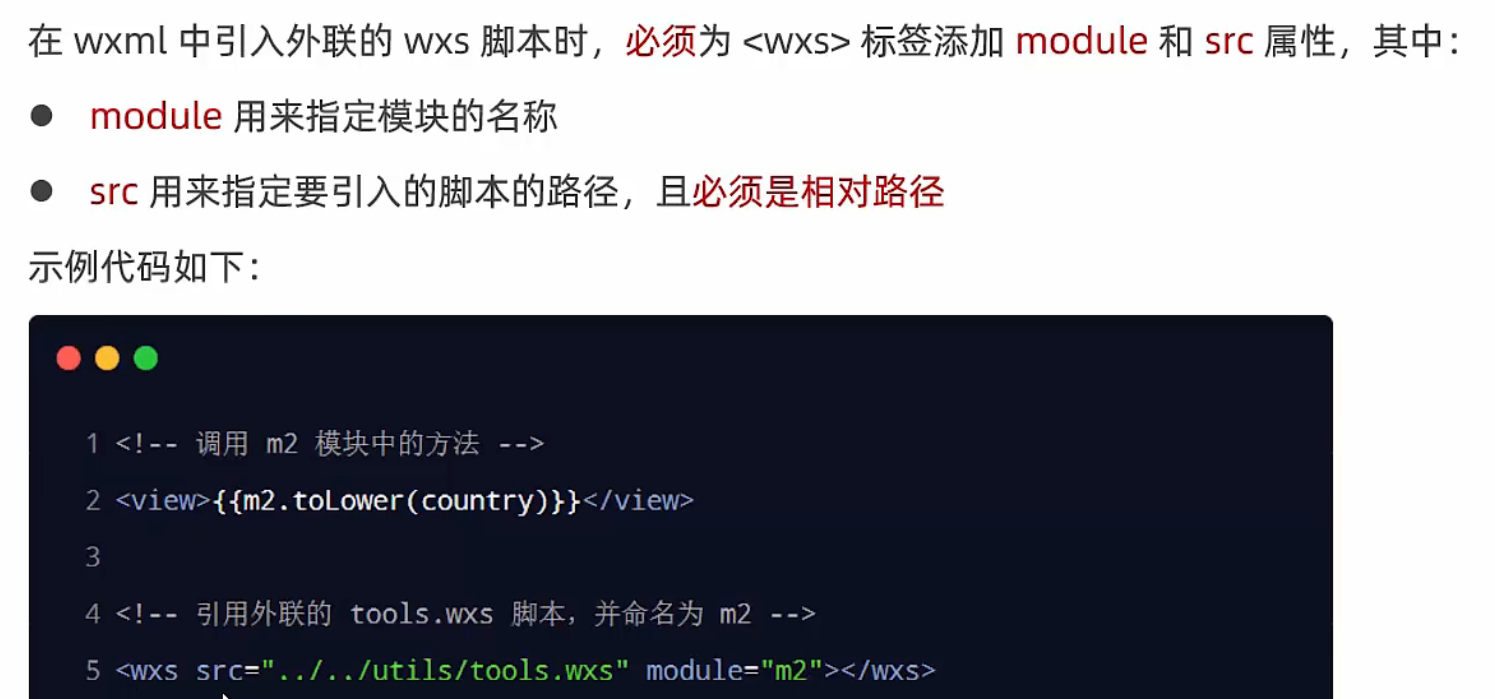 在 wxml 中引入外联的 wxs 脚本时，必须为 <wxs> 标签添加 module 和 src 属性，其中：
● module 用来指定模块的名称
● src 用来指定要引入的脚本的路径，且必须是相对路径
示例代码如下：
1 <!-- 调用 m2 模块中的方法 -->
2 <view>{{m2.toLower(country)}}</view>
3
4 <!-- 引用外联的 tools.wxs 脚本，并命名为 m2 -->
5 <wxs src="../../utils/tools.wxs" module="m2"></wxs>